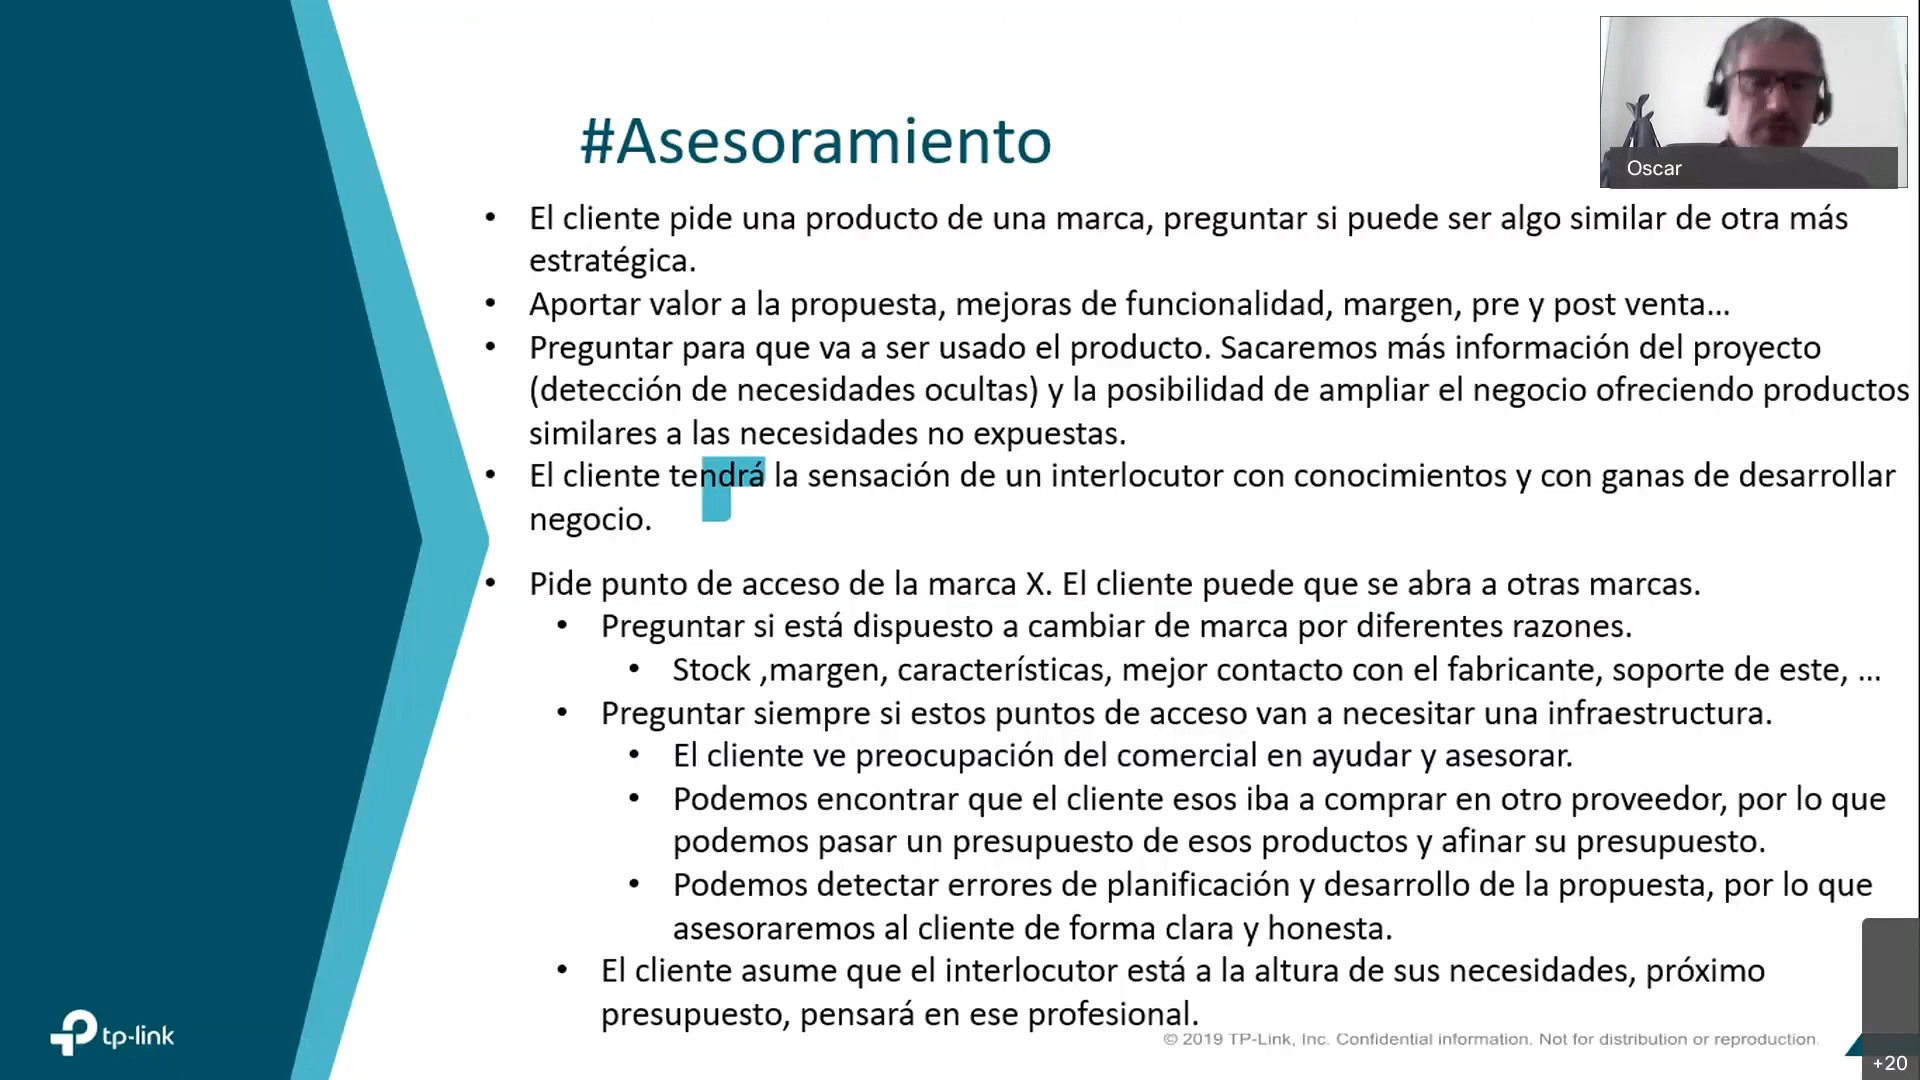 #Asesoramiento
Oscar
• El cliente pide una producto de una marca, preguntar si puede ser algo similar de otra más
estratégica.
• Aportar valor a la propuesta, mejoras de funcionalidad, margen, pre y post venta...
• Preguntar para que va a ser usado el producto. Sacaremos más información del proyecto
(detección de necesidades ocultas) y la posibilidad de ampliar el negocio ofreciendo productos
similares a las necesidades no expuestas.
• El cliente tendrá la sensación de un interlocutor con conocimientos y con ganas de desarrollar
negocio.
• Pide punto de acceso de la marca X. El cliente puede que se abra a otras marcas.
• Preguntar si está dispuesto a cambiar de marca por diferentes razones.
• Stock ,margen, características, mejor contacto con el fabricante, soporte de este, ...
• Preguntar siempre si estos puntos de acceso van a necesitar una infraestructura.
• El cliente ve preocupación del comercial en ayudar y asesorar.
• Podemos encontrar que el cliente esos iba a comprar en otro proveedor, por lo que
podemos pasar un presupuesto de esos productos y afinar su presupuesto.
• Podemos detectar errores de planificación y desarrollo de la propuesta, por lo que
asesoraremos al cliente de forma clara y honesta.
• El cliente asume que el interlocutor está a la altura de sus necesidades, próximo
presupuesto, pensará en ese profesional.
tp-link
© 2019 TP-Link, Inc. Confidential information. Not for distribution or reproduction.
+20